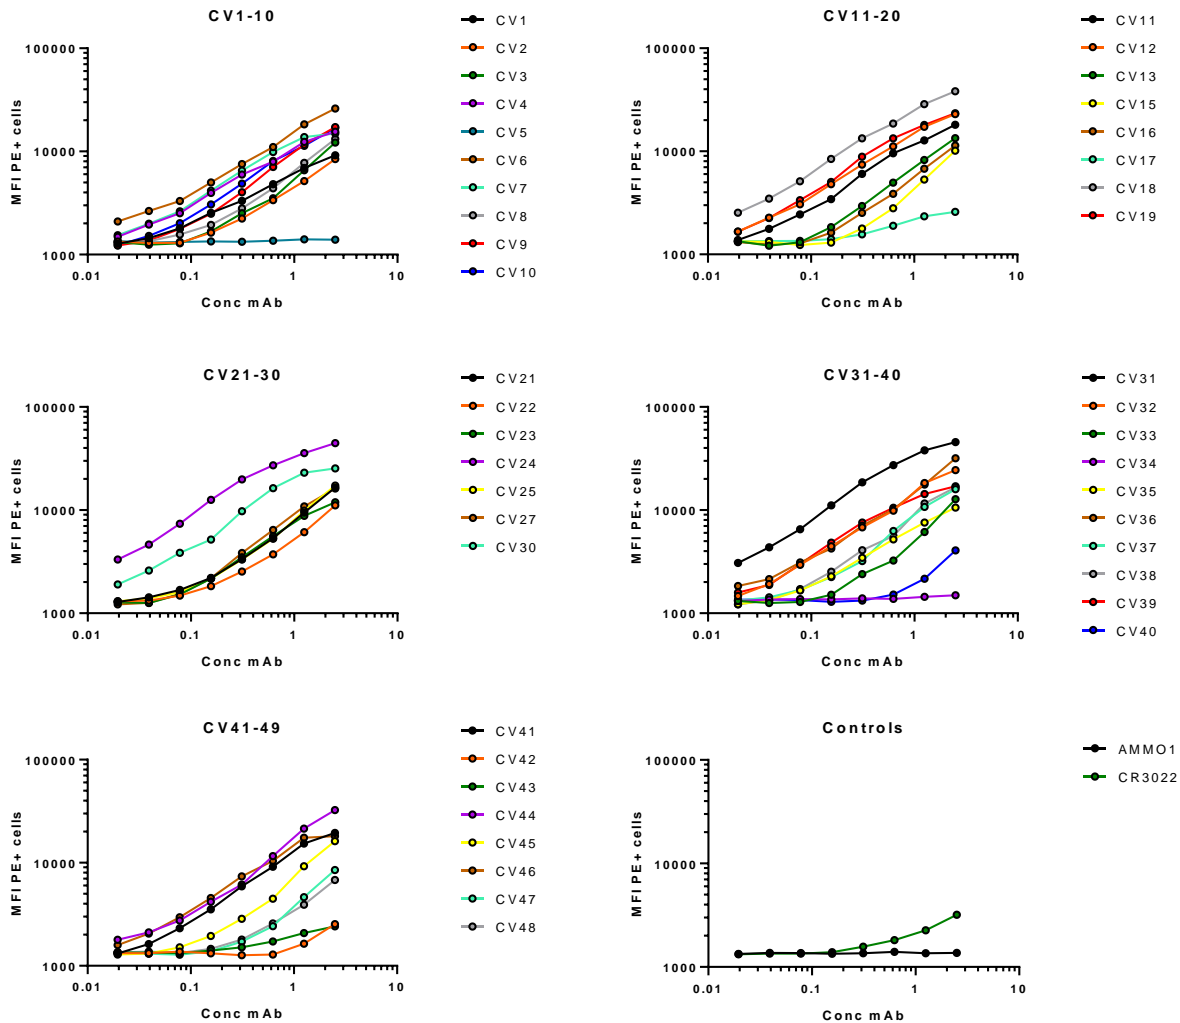 CV1-10
100000
10000
1000
0.01
0.1
1
10
MFI PE+ cells
Conc mAb
CV1
CV2
CV3
CV4
CV5
CV6
CV7
CV8
CV9
CV10
CV11-20
100000
10000
1000
0.01
0.1
1
10
MFI PE+ cells
Conc mAb
CV11
CV12
CV13
CV15
CV16
CV17
CV18
CV19
CV21-30
100000
10000
1000
0.01
0.1
1
10
MFI PE+ cells
Conc mAb
CV21
CV22
CV23
CV24
CV25
CV27
CV30
CV31-40
100000
10000
1000
0.01
0.1
1
10
MFI PE+ cells
Conc mAb
CV31
CV32
CV33
CV34
CV35
CV36
CV37
CV38
CV39
CV40
CV41-49
100000
10000
1000
0.01
0.1
1
10
MFI PE+ cells
Conc mAb
CV41
CV42
CV43
CV44
CV45
CV46
CV47
CV48
Controls
100000
10000
1000
0.01
0.1
1
10
MFI PE+ cells
Conc mAb
AMMO1
CR3022